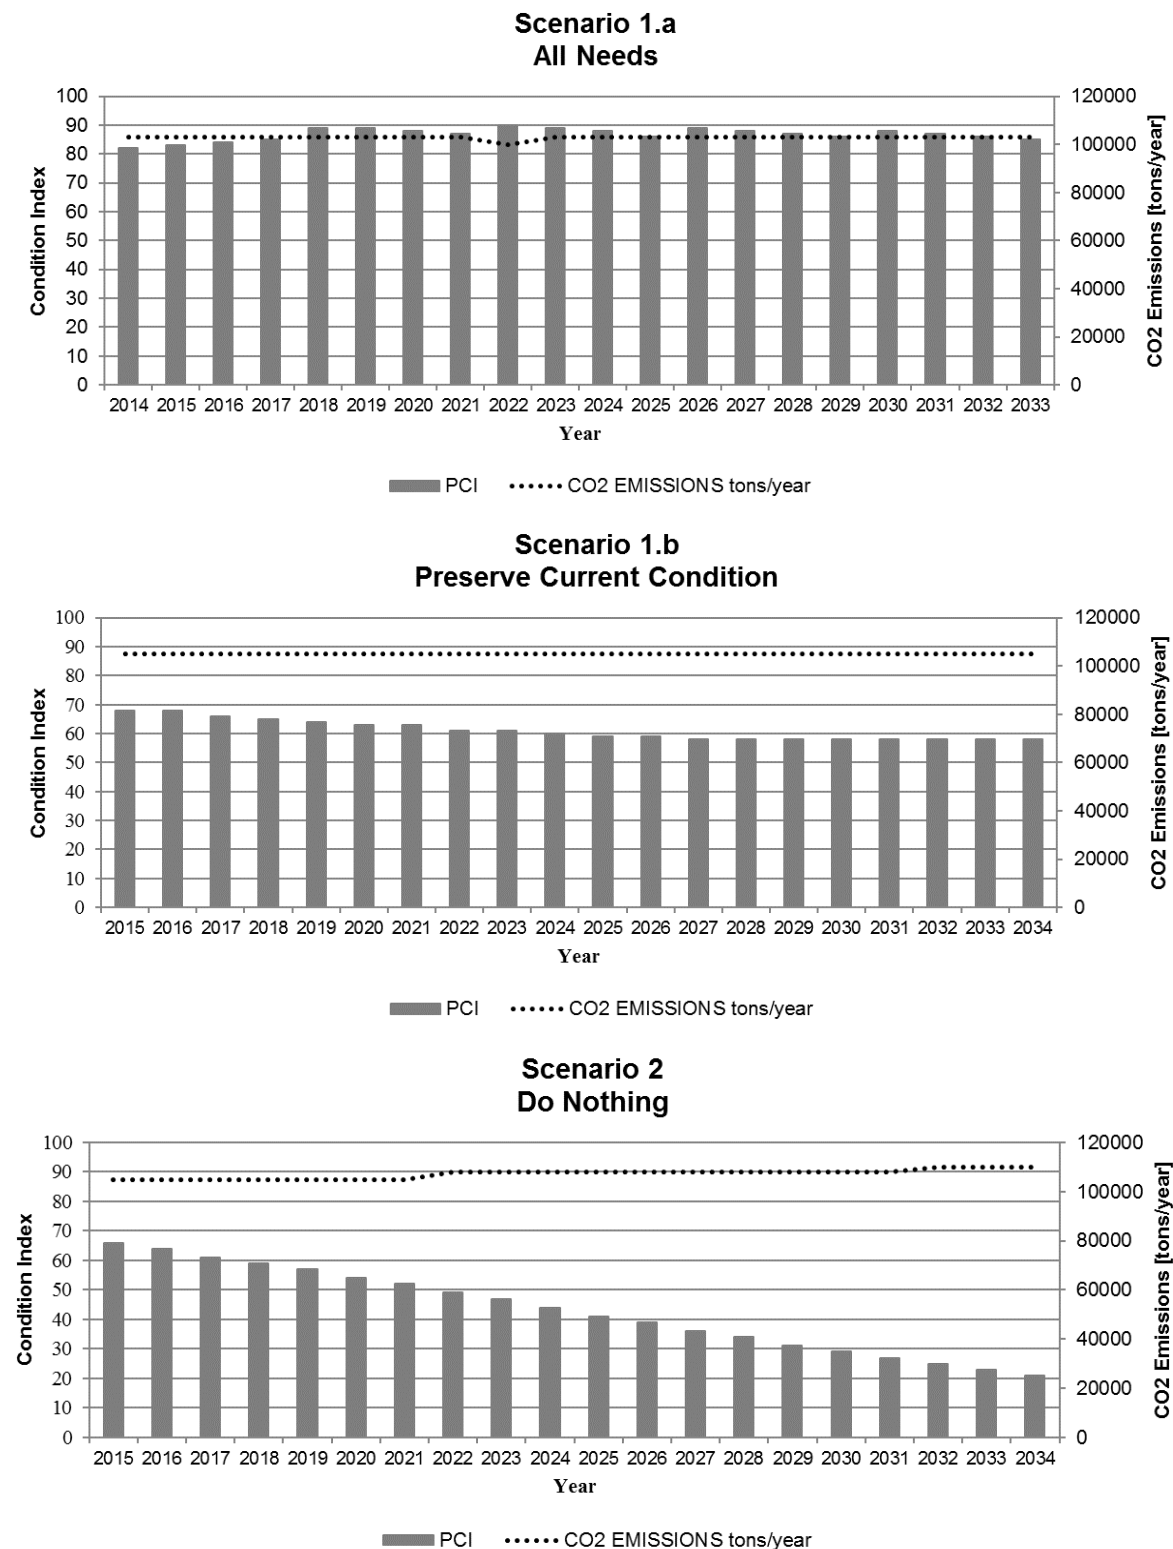 Scenario 1.a
All Needs
100
90
80
70
60
50
40
30
20
10
0
Condition Index
120000
100000
80000
60000
40000
20000
0
CO2 Emissions [tons/year]
2014 2015 2016 2017 2018 2019 2020 2021 2022 2023 2024 2025 2026 2027 2028 2029 2030 2031 2032 2033
Year
PCI CO2 EMISSIONS tons/year
Scenario 1.b
Preserve Current Condition
100
90
80
70
60
50
40
30
20
10
0
Condition Index
120000
100000
80000
60000
40000
20000
0
CO2 Emissions [tons/year]
2015 2016 2017 2018 2019 2020 2021 2022 2023 2024 2025 2026 2027 2028 2029 2030 2031 2032 2033 2034
Year
PCI CO2 EMISSIONS tons/year
Scenario 2
Do Nothing
100
90
80
70
60
50
40
30
20
10
0
Condition Index
120000
100000
80000
60000
40000
20000
0
CO2 Emissions [tons/year]
2015 2016 2017 2018 2019 2020 2021 2022 2023 2024 2025 2026 2027 2028 2029 2030 2031 2032 2033 2034
Year
PCI CO2 EMISSIONS tons/year